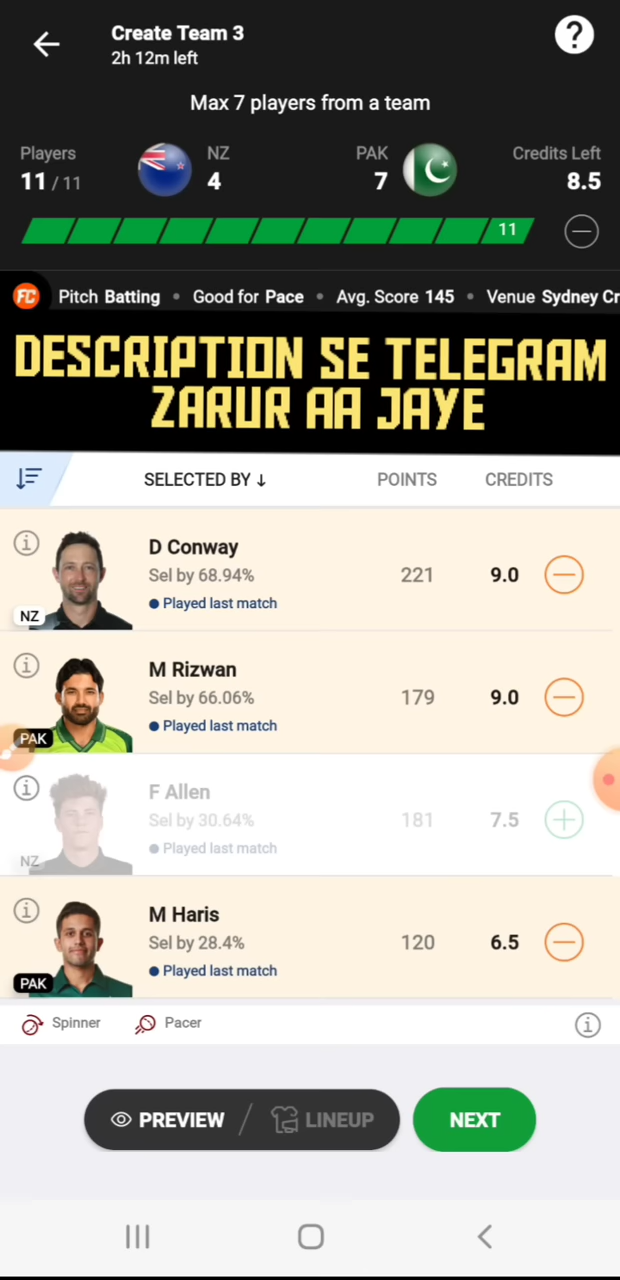 Create Team 3
2h 12m left
?
Max 7 players from a team
Players
11 / 11
NZ
4
PAK
7
Credits Left
8.5
11
FC Pitch Batting • Good for Pace • Avg. Score 145 • Venue Sydney Cr
DESCRIPTION SE TELEGRAM
ZARUR AA JAYE
SELECTED BY ↓ POINTS CREDITS
D Conway
Sel by 68.94% 221 9.0
Played last match
NZ
M Rizwan
Sel by 66.06% 179 9.0
Played last match
PAK
F Allen
Sel by 30.64% 181 7.5
Played last match
NZ
M Haris
Sel by 28.4% 120 6.5
Played last match
PAK
Spinner Pacer
PREVIEW / LINEUP NEXT